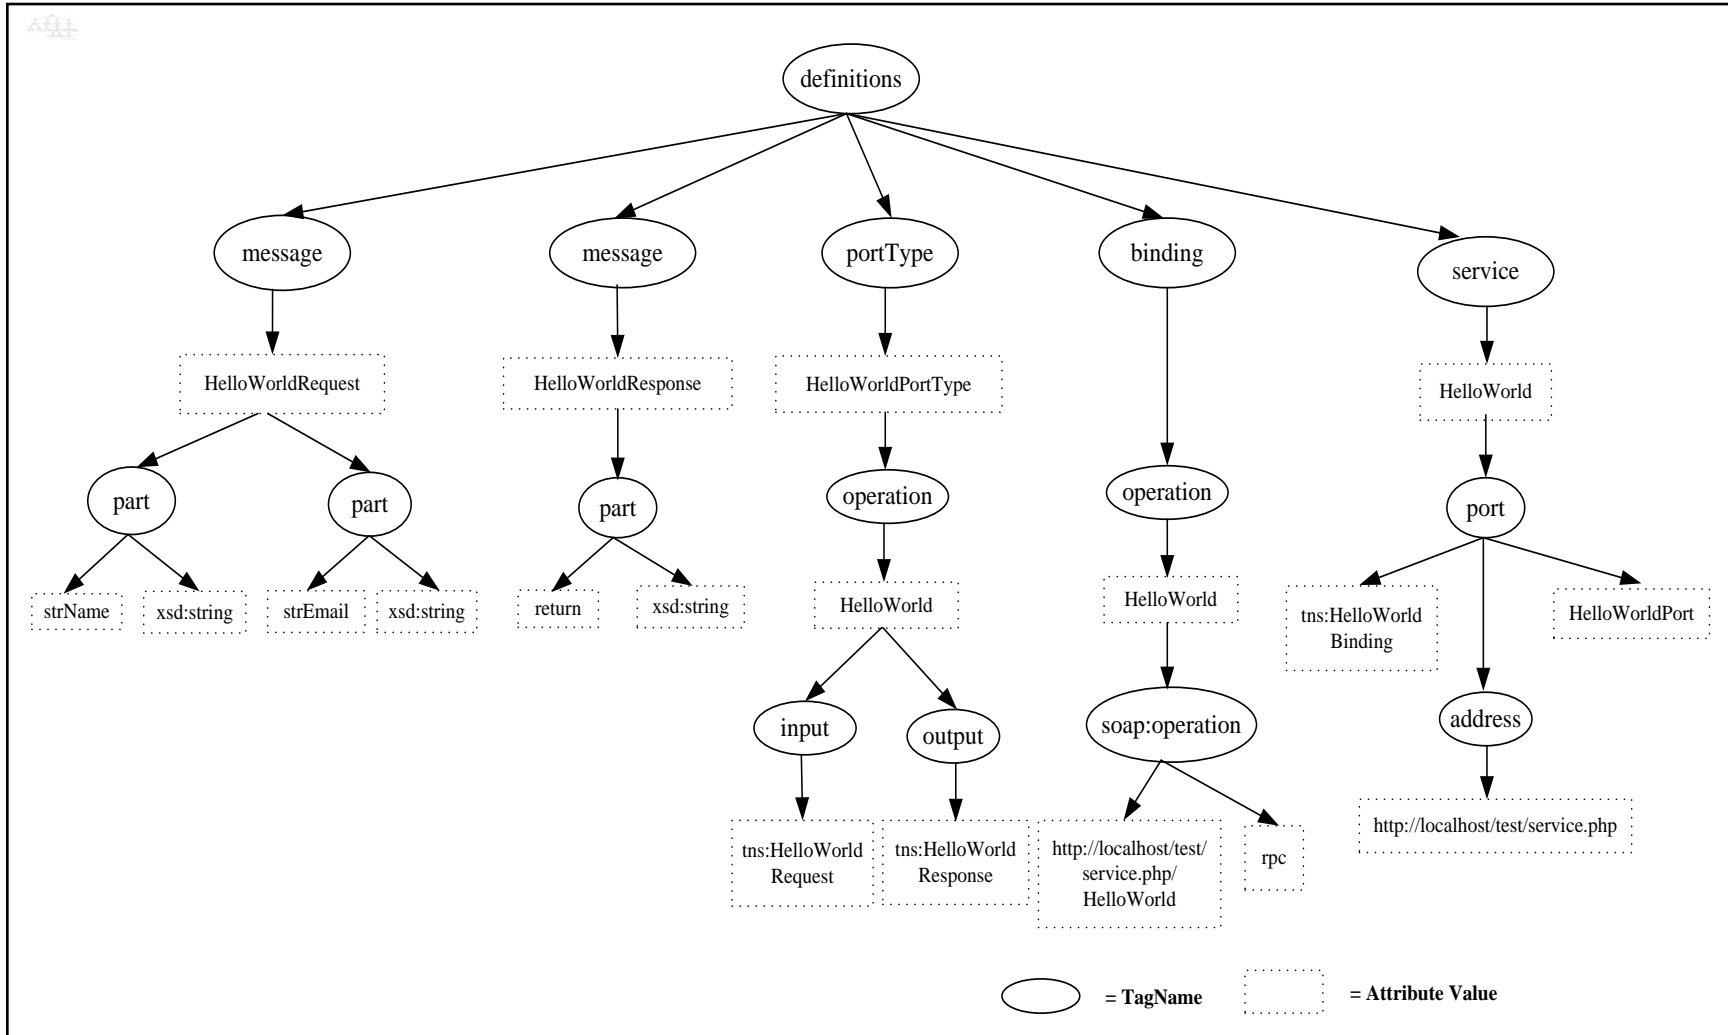 definitions
message
message
portType
binding
service
HelloWorldRequest
HelloWorldResponse
HelloWorldPortType
HelloWorld
part
part
part
operation
operation
port
strName
xsd:string
strEmail
xsd:string
return
xsd:string
HelloWorld
HelloWorld
tns:HelloWorld
Binding
HelloWorldPort
input
output
soap:operation
address
tns:HelloWorld
Request
tns:HelloWorld
Response
http://localhost/test/
service.php/
HelloWorld
rpc
http://localhost/test/service.php
= TagName
= Attribute Value